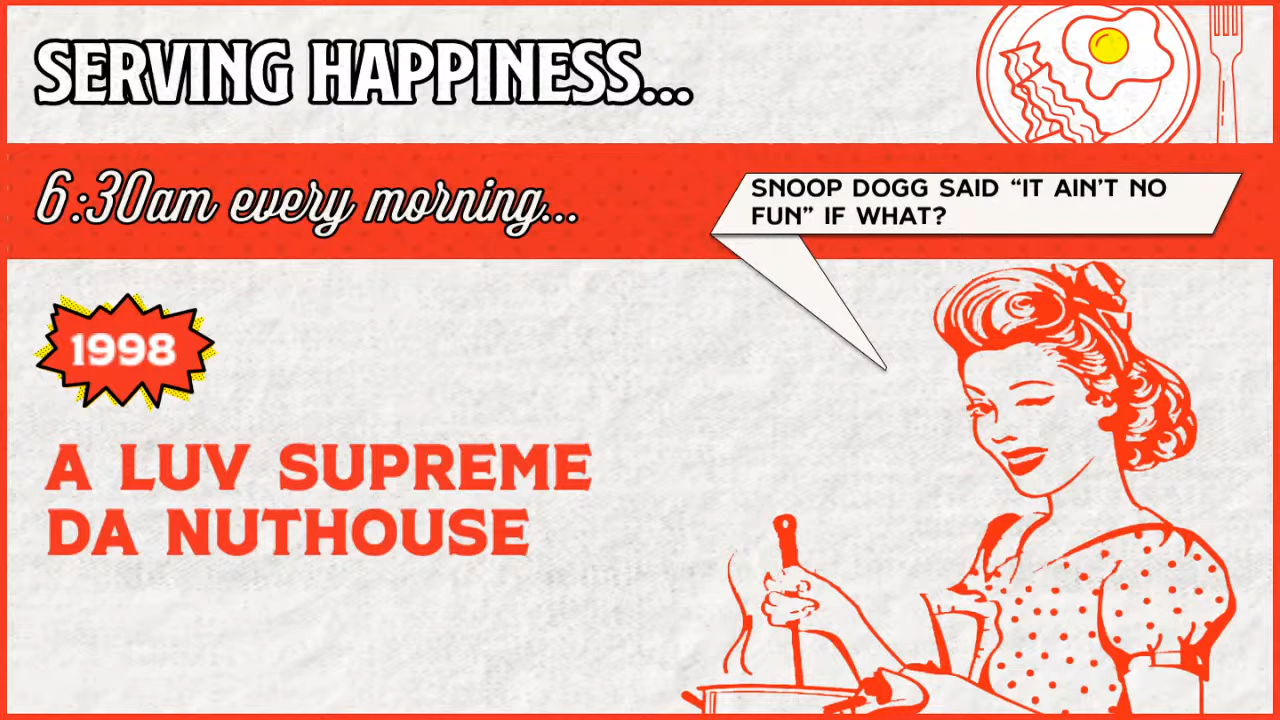 SERVING HAPPINESS...
6:30am every morning...
SNOOP DOGG SAID “IT AIN’T NO
FUN” IF WHAT?
1998
A LUV SUPREME
DA NUTHOUSE